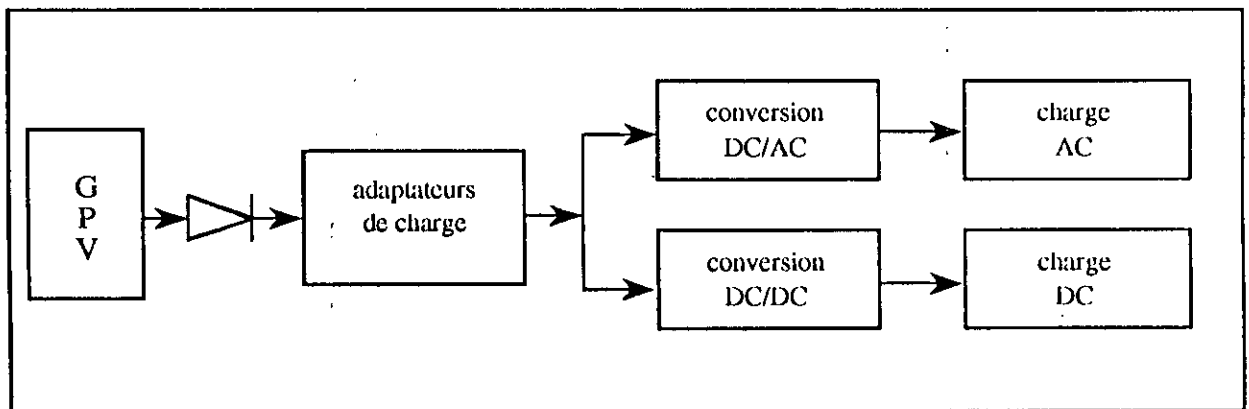 G
P
V
adaptateurs
de charge
conversion
DC/AC
charge
AC
conversion
DC/DC
charge
DC